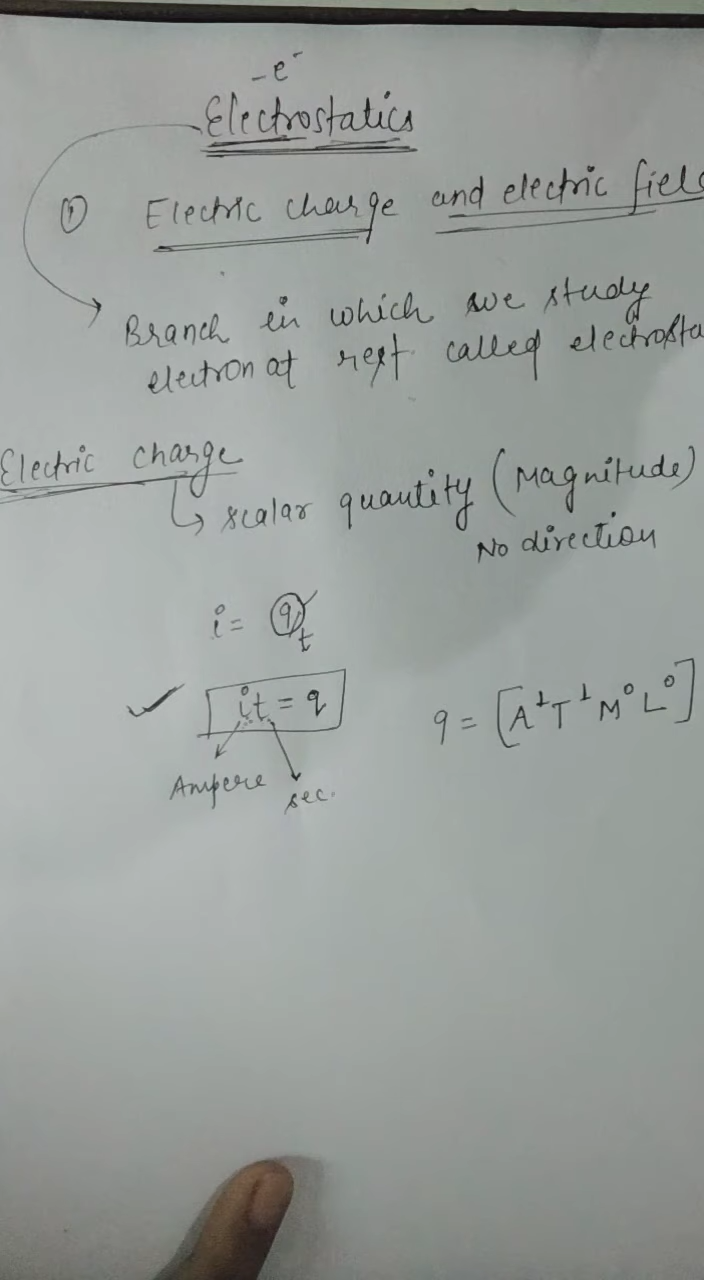 -e⁻
Electrostatics
① Electric charge and electric field
Branch in which we study
electron at rest called electrosta
Electric charge
↳ scalar quantity (Magnitude)
No direction
i = q/t
it = q
q = [A¹T¹M⁰L⁰]
Ampere
sec.